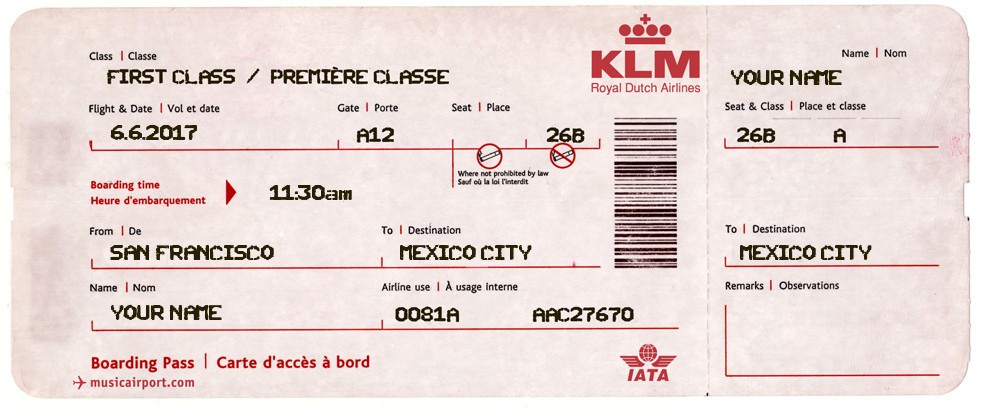 Class | Classe
FIRST CLASS / PREMIÈRE CLASSE
Flight & Date | Vol et date
6.6.2017
Gate | Porte
A12
Seat | Place
26B
Where not prohibited by law
Sauf où la loi l'interdit
KLM
Royal Dutch Airlines
Boarding time
Heure d'embarquement
11:30am
From | De
SAN FRANCISCO
To | Destination
MEXICO CITY
Name | Nom
YOUR NAME
Airline use | À usage interne
0081A AAC27670
Boarding Pass | Carte d'accès à bord
musicairport.com
IATA
Name | Nom
YOUR NAME
Seat & Class | Place et classe
26B A
To | Destination
MEXICO CITY
Remarks | Observations